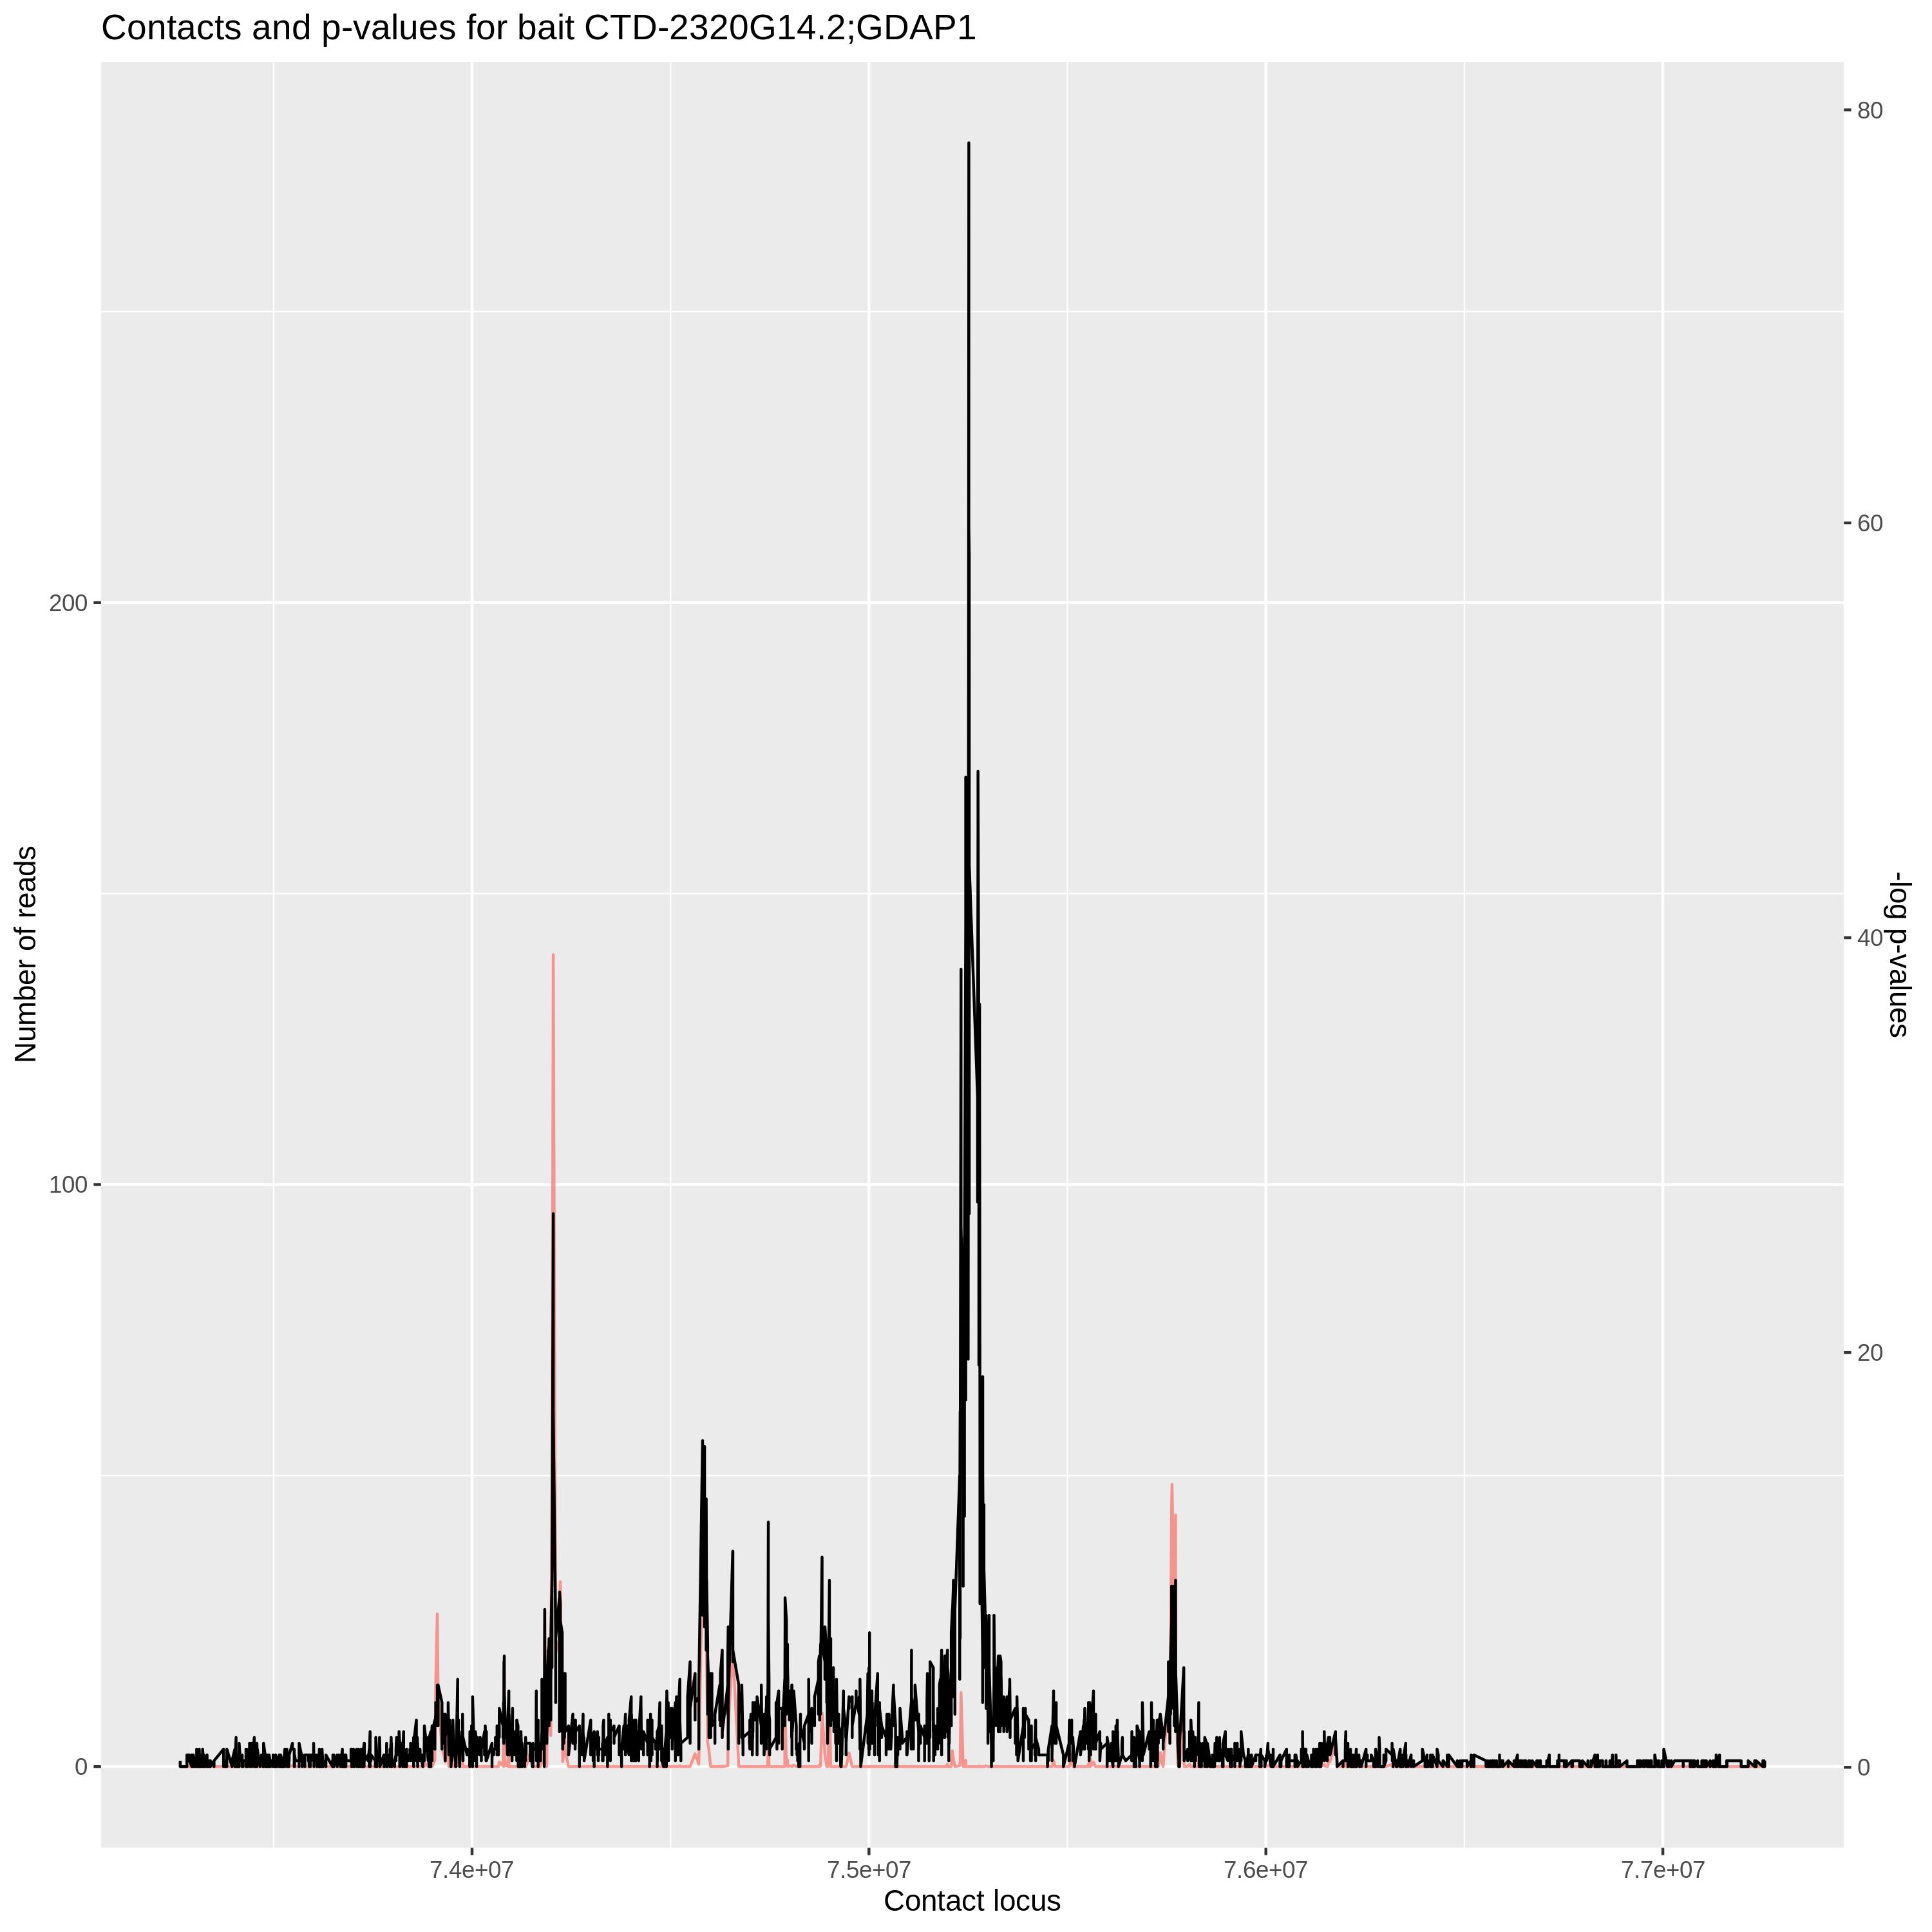 Contacts and p-values for bait CTD-2320G14.2;GDAP1
Number of reads
200
100
0
80
60
40
20
0
-log p-values
7.4e+07 7.5e+07 7.6e+07 7.7e+07
Contact locus